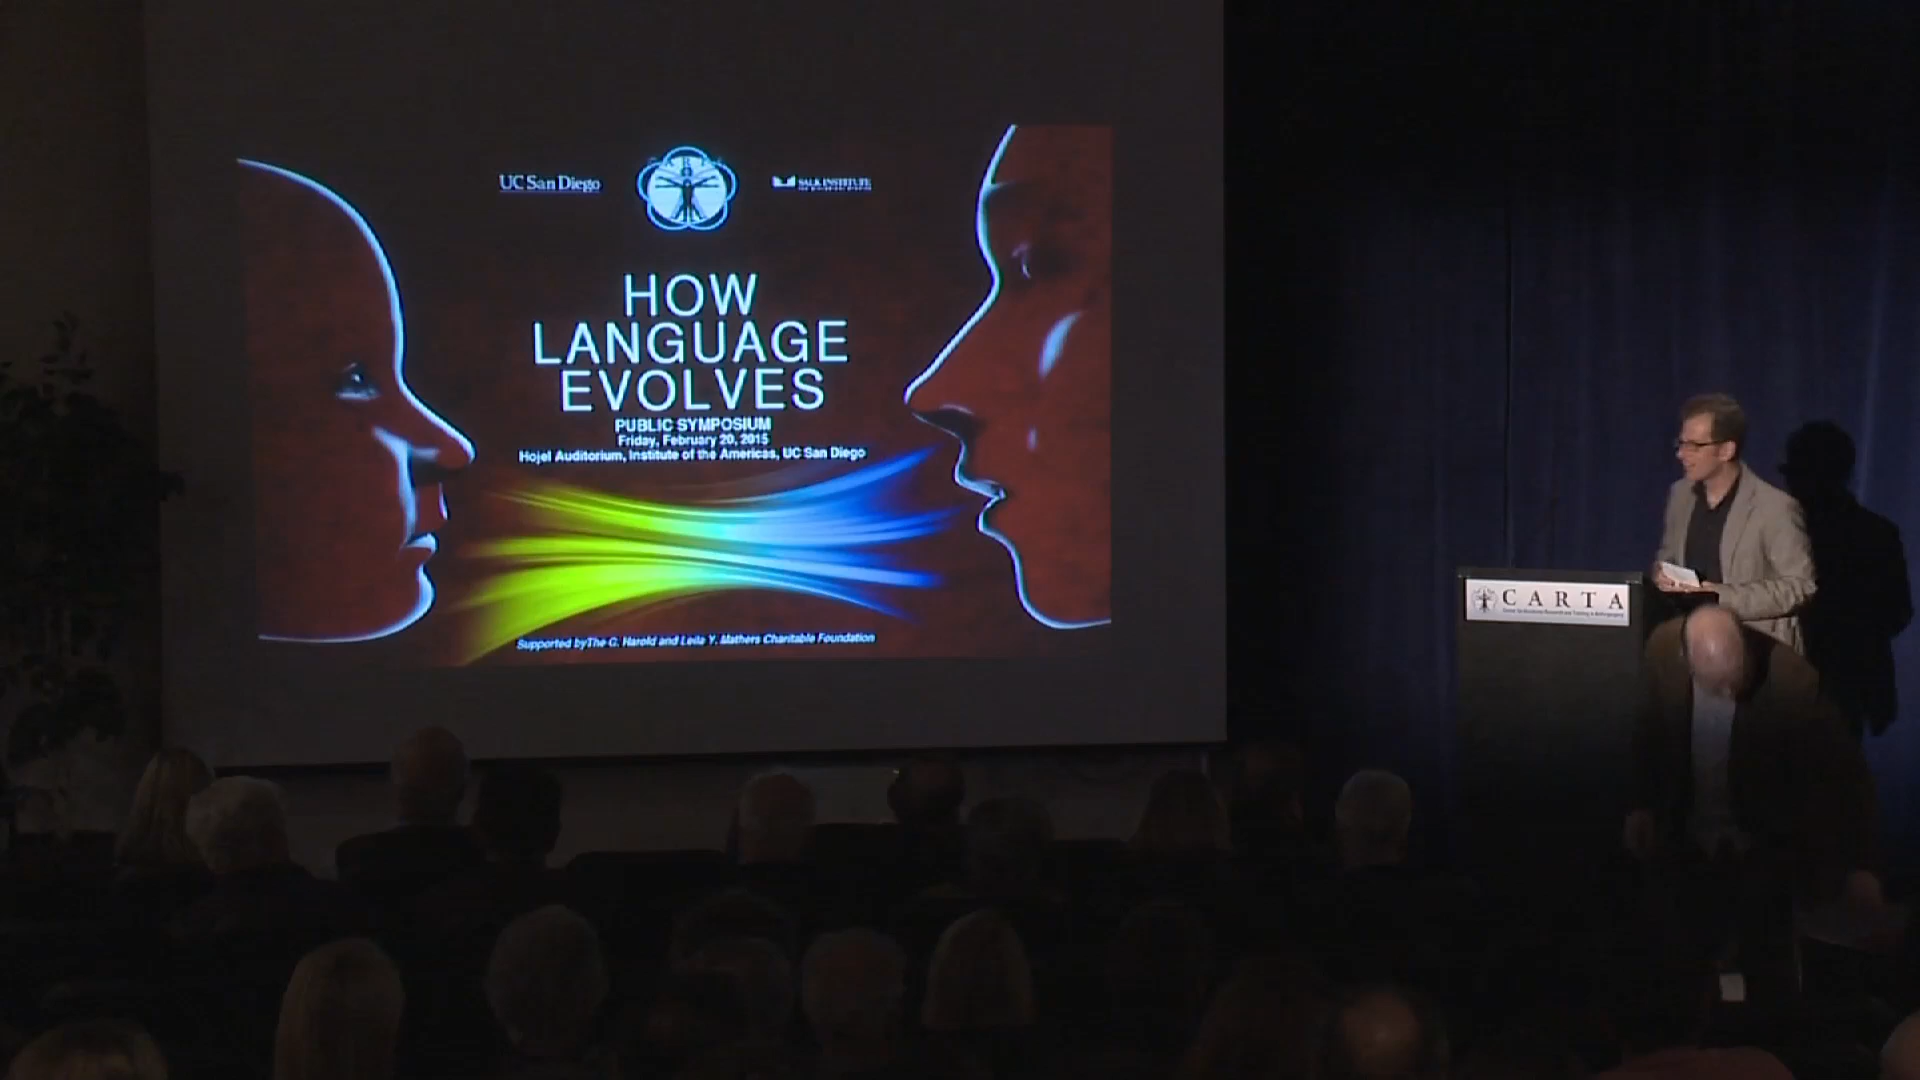 UC San Diego
CARTA
SALK INSTITUTE
HOW
LANGUAGE
EVOLVES
PUBLIC SYMPOSIUM
Friday, February 20, 2015
Hojel Auditorium, Institute of the Americas, UC San Diego
Supported byThe G. Harold and Leila Y. Mathers Charitable Foundation
CARTA